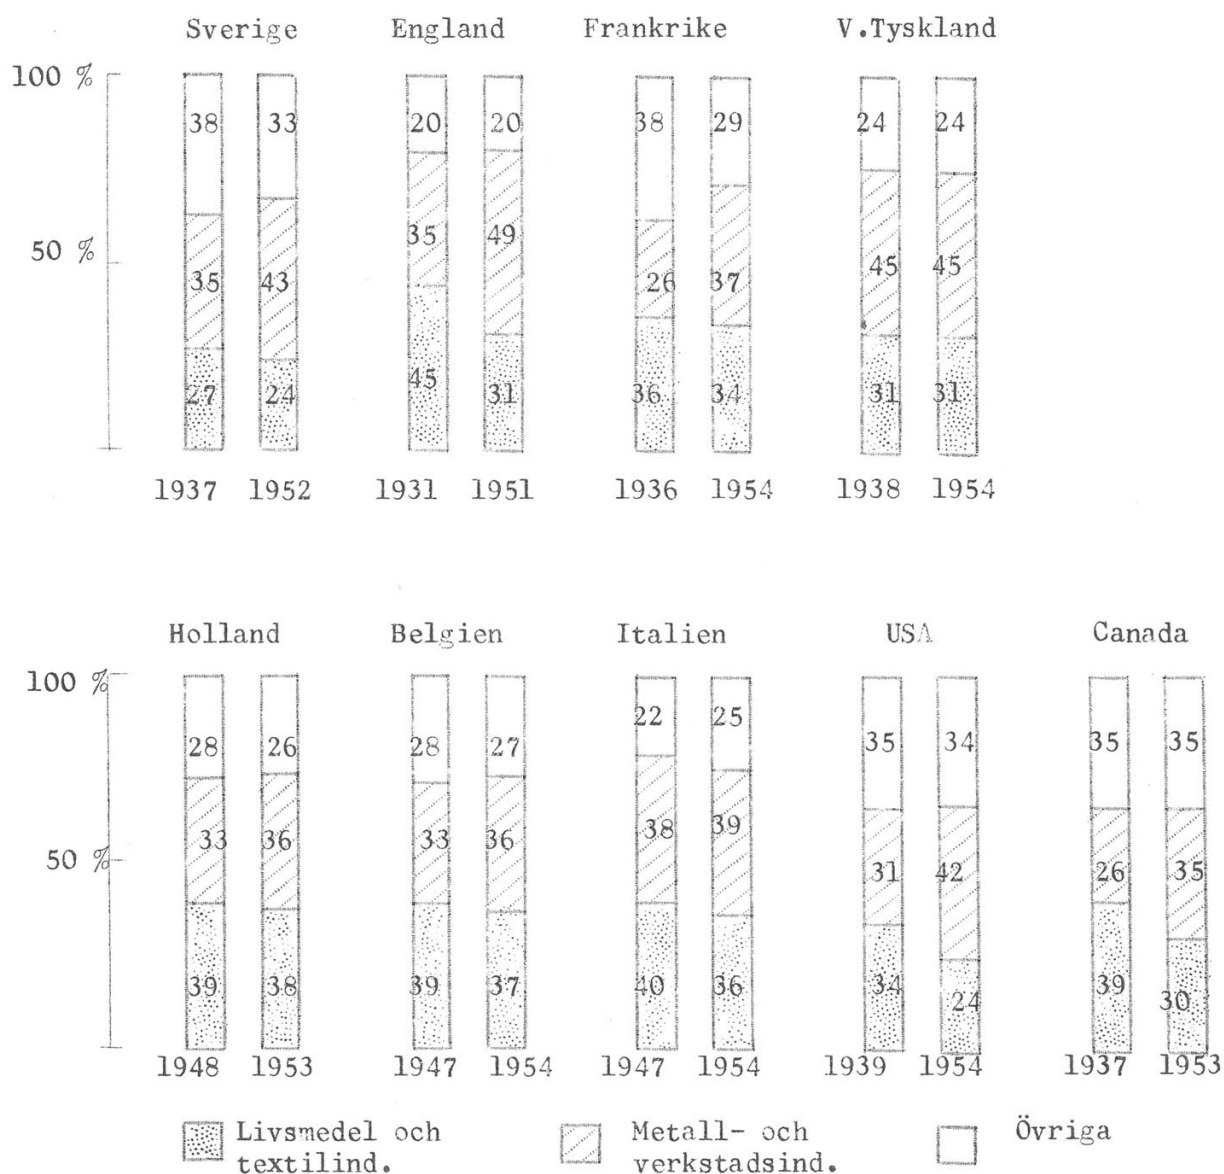 Sverige England Frankrike V.Tyskland
100 %
38 33 20 20 38 29 24 24
50 %
35 49
35 43 26 37 45 45
45
27 24 31 36 34 31 31
1937 1952 1931 1951 1936 1954 1938 1954
Holland Belgien Italien USA Canada
100 %
22 25
28 26 28 27 35 34 35 35
50 %
33 36 33 36 38 39
31 42 26 35
39 38 39 37 40 36 34 24 39 30
1948 1953 1947 1954 1947 1954 1939 1954 1937 1953
Livsmedel och Metall- och Övriga
textilind. verkstadsind.